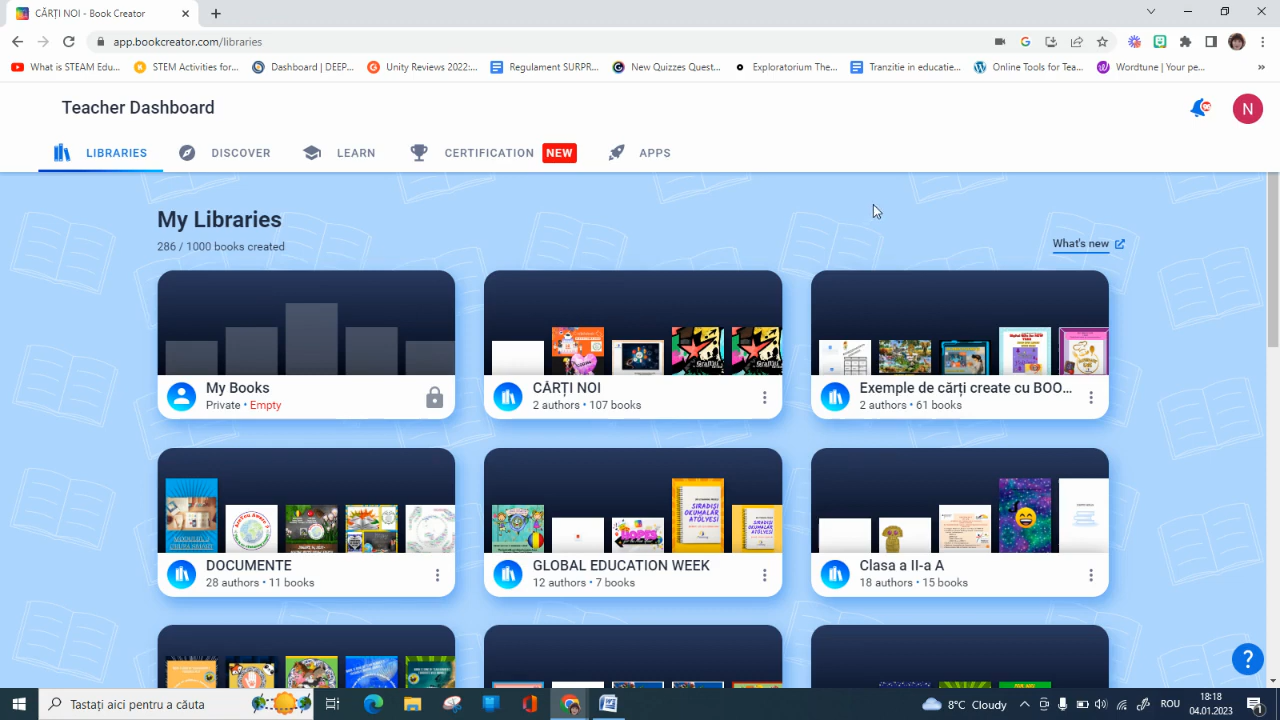 CĂRȚI NOI - Book Creator
app.bookcreator.com/libraries
What is STEAM Edu... STEM Activities for... Dashboard | DEEP... Unity Reviews 2022:... Regulament SURPR... New Quizzes Quest... Exploratorium The... Tranzitie in educatie... Online Tools for Tea... Wordtune | Your pe... »
Teacher Dashboard
N
LIBRARIES DISCOVER LEARN CERTIFICATION NEW APPS
My Libraries
286 / 1000 books created
What's new
My Books
Private • Empty
CĂRȚI NOI
2 authors • 107 books
Exemple de cărți create cu BOO...
2 authors • 61 books
SIRADIŞI
OKUMALAR
ATÖLYESİ
DOCUMENTE
28 authors • 11 books
GLOBAL EDUCATION WEEK
12 authors • 7 books
Clasa a II-a A
18 authors • 15 books
?
Tastați aici pentru a căuta
8°C Cloudy
ROU
18:18
04.01.2023